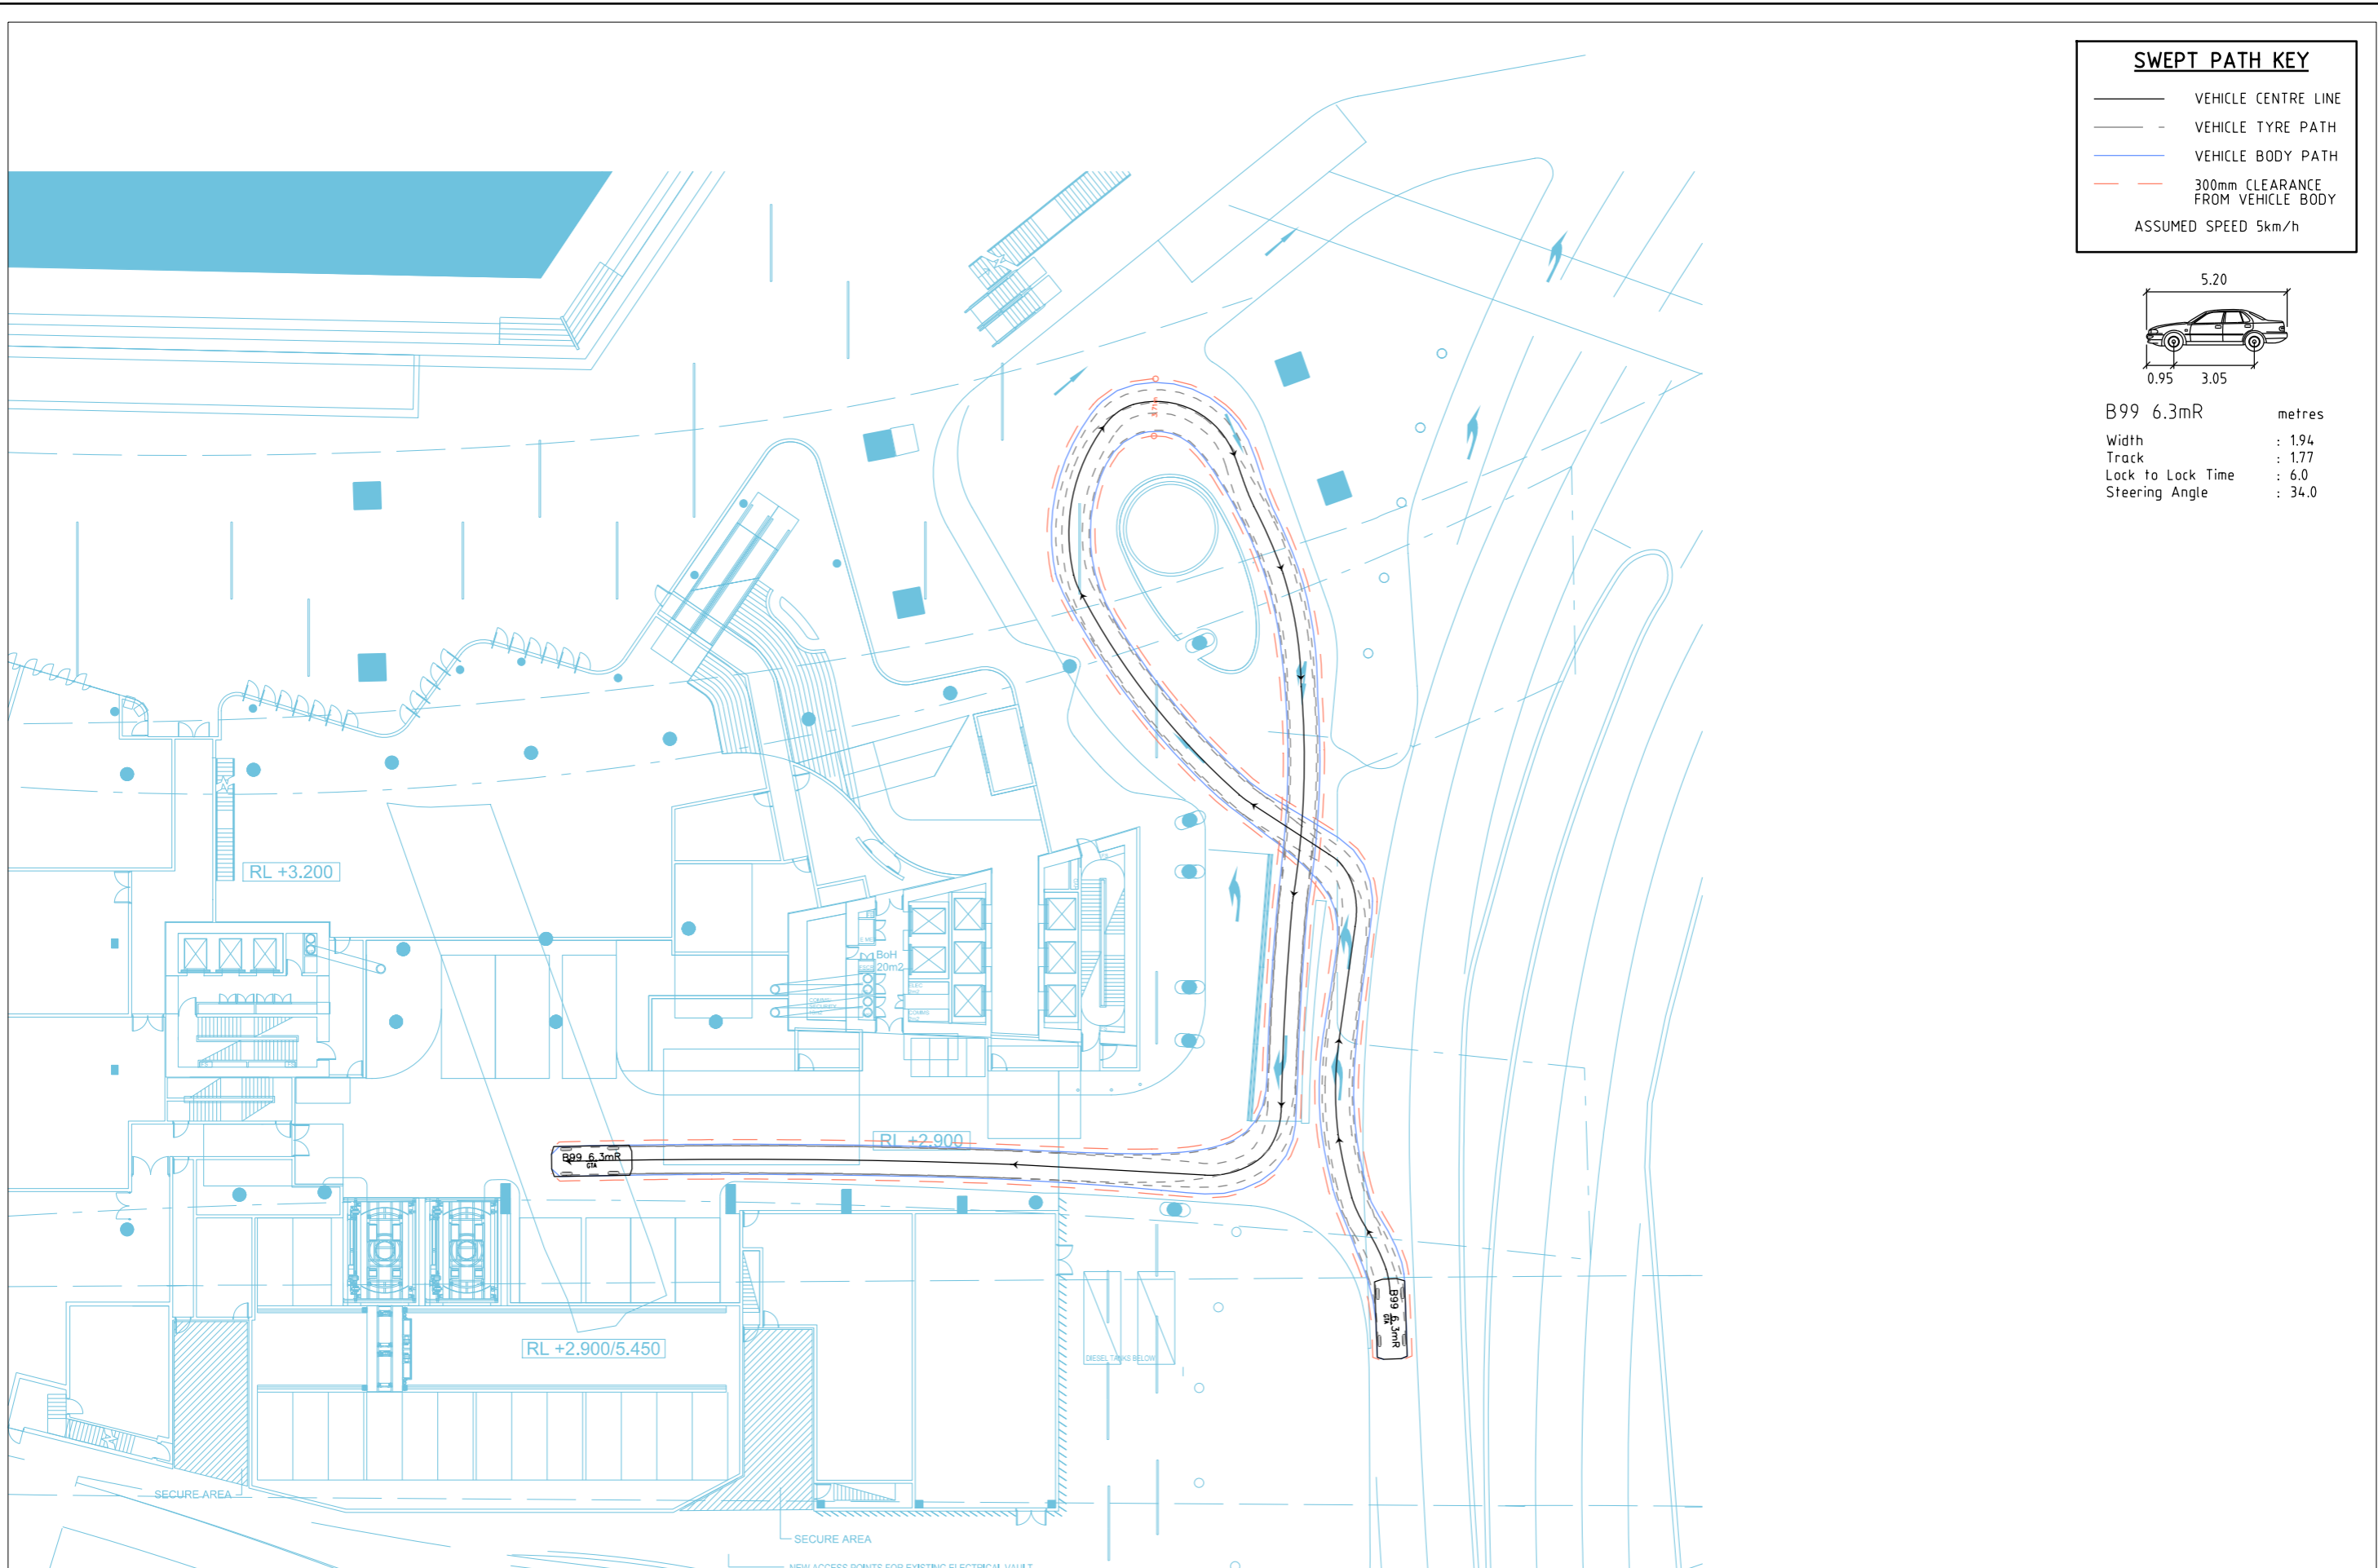 SWEPT PATH KEY
VEHICLE CENTRE LINE
VEHICLE TYRE PATH
VEHICLE BODY PATH
300mm CLEARANCE
FROM VEHICLE BODY
ASSUMED SPEED 5km/h
5.20
0.95 3.05
B99 6.3mR metres
Width : 1.94
Track : 1.77
Lock to Lock Time : 6.0
Steering Angle : 34.0
RL +3.200
BoH
20m2
RL +2.900
B99 6.3mR
GTA
B99 6.3mR
GTA
RL +2.900/5.450
DIESEL TANKS BELOW
SECURE AREA
SECURE AREA
NEW ACCESS POINTS FOR EXISTING ELECTRICAL VAULT